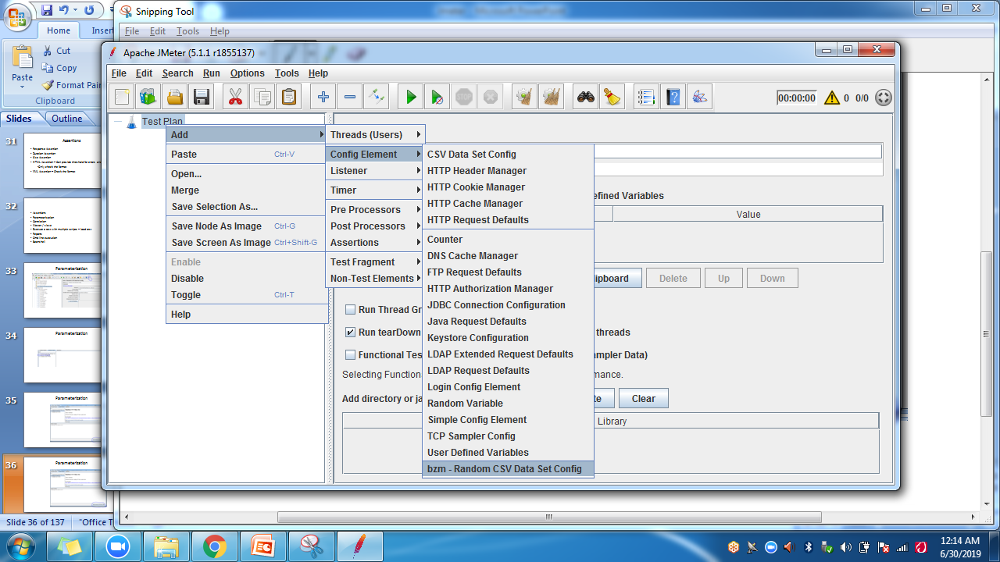 Snipping Tool
File Edit Tools Help
Home Insert
Cut
Copy
Format Pain
Paste
Clipboard
Slides Outline
31
Assertions
32
33
Parameterization
34
Parameterization
35
Parameterization
36
Parameterization
Slide 36 of 137 "Office T
Apache JMeter (5.1.1 r1855137)
File Edit Search Run Options Tools Help
00:00:00 0 0/0
Test Plan
Add
Paste Ctrl-V
Open...
Merge
Save Selection As...
Save Node As Image Ctrl-G
Save Screen As Image Ctrl+Shift-G
Enable
Disable
Toggle Ctrl-T
Help
Threads (Users)
Config Element
Listener
Timer
Pre Processors
Post Processors
Assertions
Test Fragment
Non-Test Elements
CSV Data Set Config
HTTP Header Manager
HTTP Cookie Manager
HTTP Cache Manager
HTTP Request Defaults
Counter
DNS Cache Manager
FTP Request Defaults
HTTP Authorization Manager
JDBC Connection Configuration
Java Request Defaults
Keystore Configuration
LDAP Extended Request Defaults
LDAP Request Defaults
Login Config Element
Random Variable
Simple Config Element
TCP Sampler Config
User Defined Variables
bzm - Random CSV Data Set Config
efined Variables
Value
lipboard Delete Up Down
Run Thread Gr
Run tearDown threads
Functional Tes mpler Data)
Selecting Function mance.
Add directory or ja te Clear
Library
12:14 AM
6/30/2019